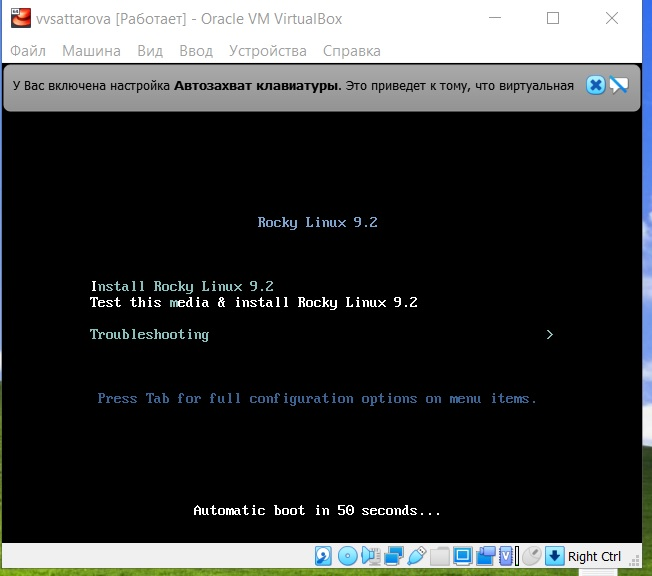 vvsattarova [Работает] - Oracle VM VirtualBox
Файл Машина Вид Ввод Устройства Справка
У Вас включена настройка Автозахват клавиатуры. Это приведет к тому, что виртуальная
Rocky Linux 9.2
Install Rocky Linux 9.2
Test this media & install Rocky Linux 9.2
Troubleshooting >
Press Tab for full configuration options on menu items.
Automatic boot in 50 seconds...
Right Ctrl